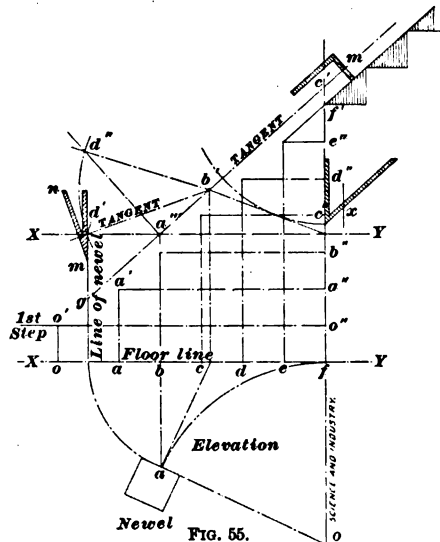 m
c'
f'
TANGENT
e"
d"
d"
b
n
TANGENT
d'
a'"
c
x
X
Y
m
b"
g
a'
a"
Line of newel
1st
Step
o'
o"
X
Floor line
Y
o
a
b
c
d
e
f
a
Elevation
Newel
SCIENCE AND INDUSTRY.
O
FIG. 55.